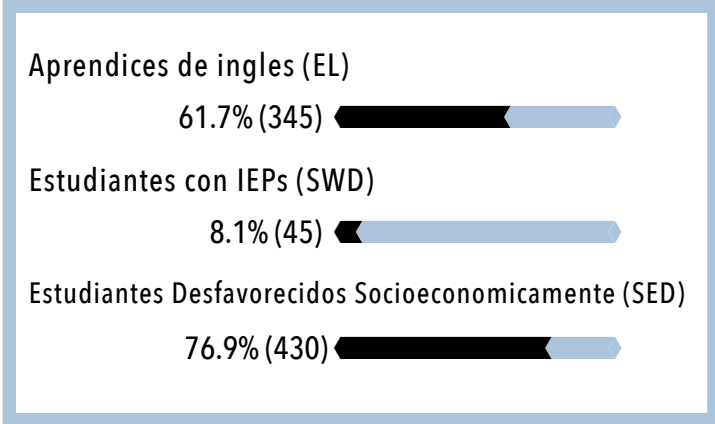 Aprendices de ingles (EL)
61.7% (345)
Estudiantes con IEPs (SWD)
8.1% (45)
Estudiantes Desfavorecidos Socioeconomicamente (SED)
76.9% (430)